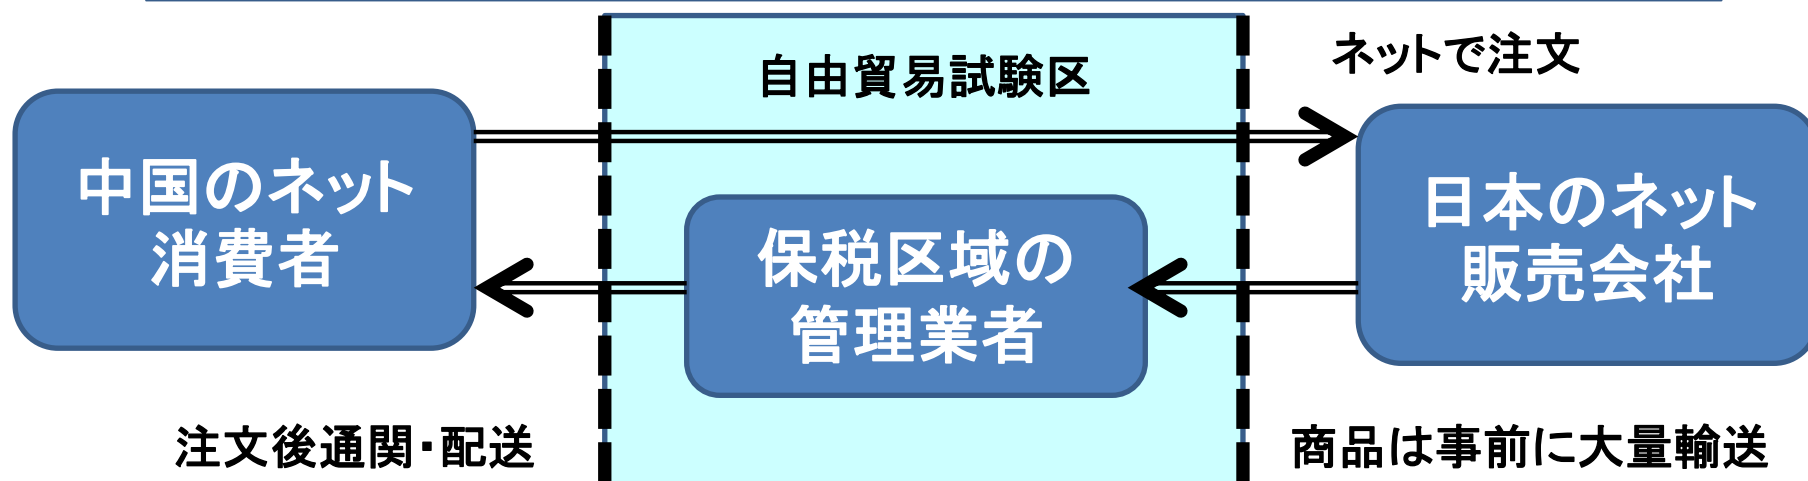 自由貿易試験区
ネットで注文
中国のネット
消費者
保税区域の
管理業者
日本のネット
販売会社
注文後通関・配送
商品は事前に大量輸送